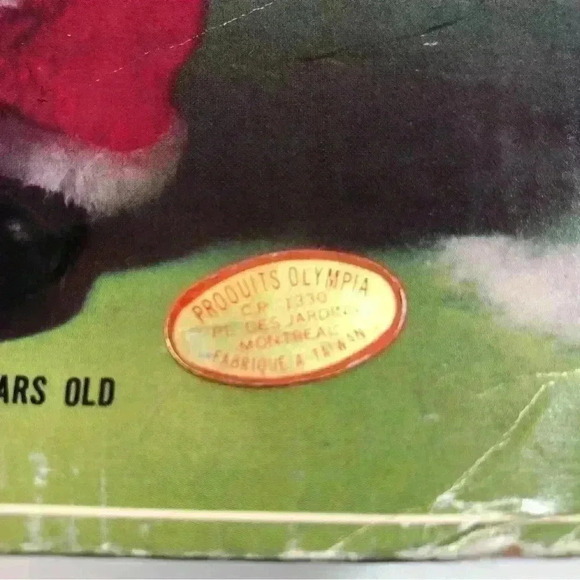 PRODUITS OLYMPIA
C.P. 1330
PL. DES JARDINS
MONTREAL
FABRIQUE A TAIWAN
ARS OLD